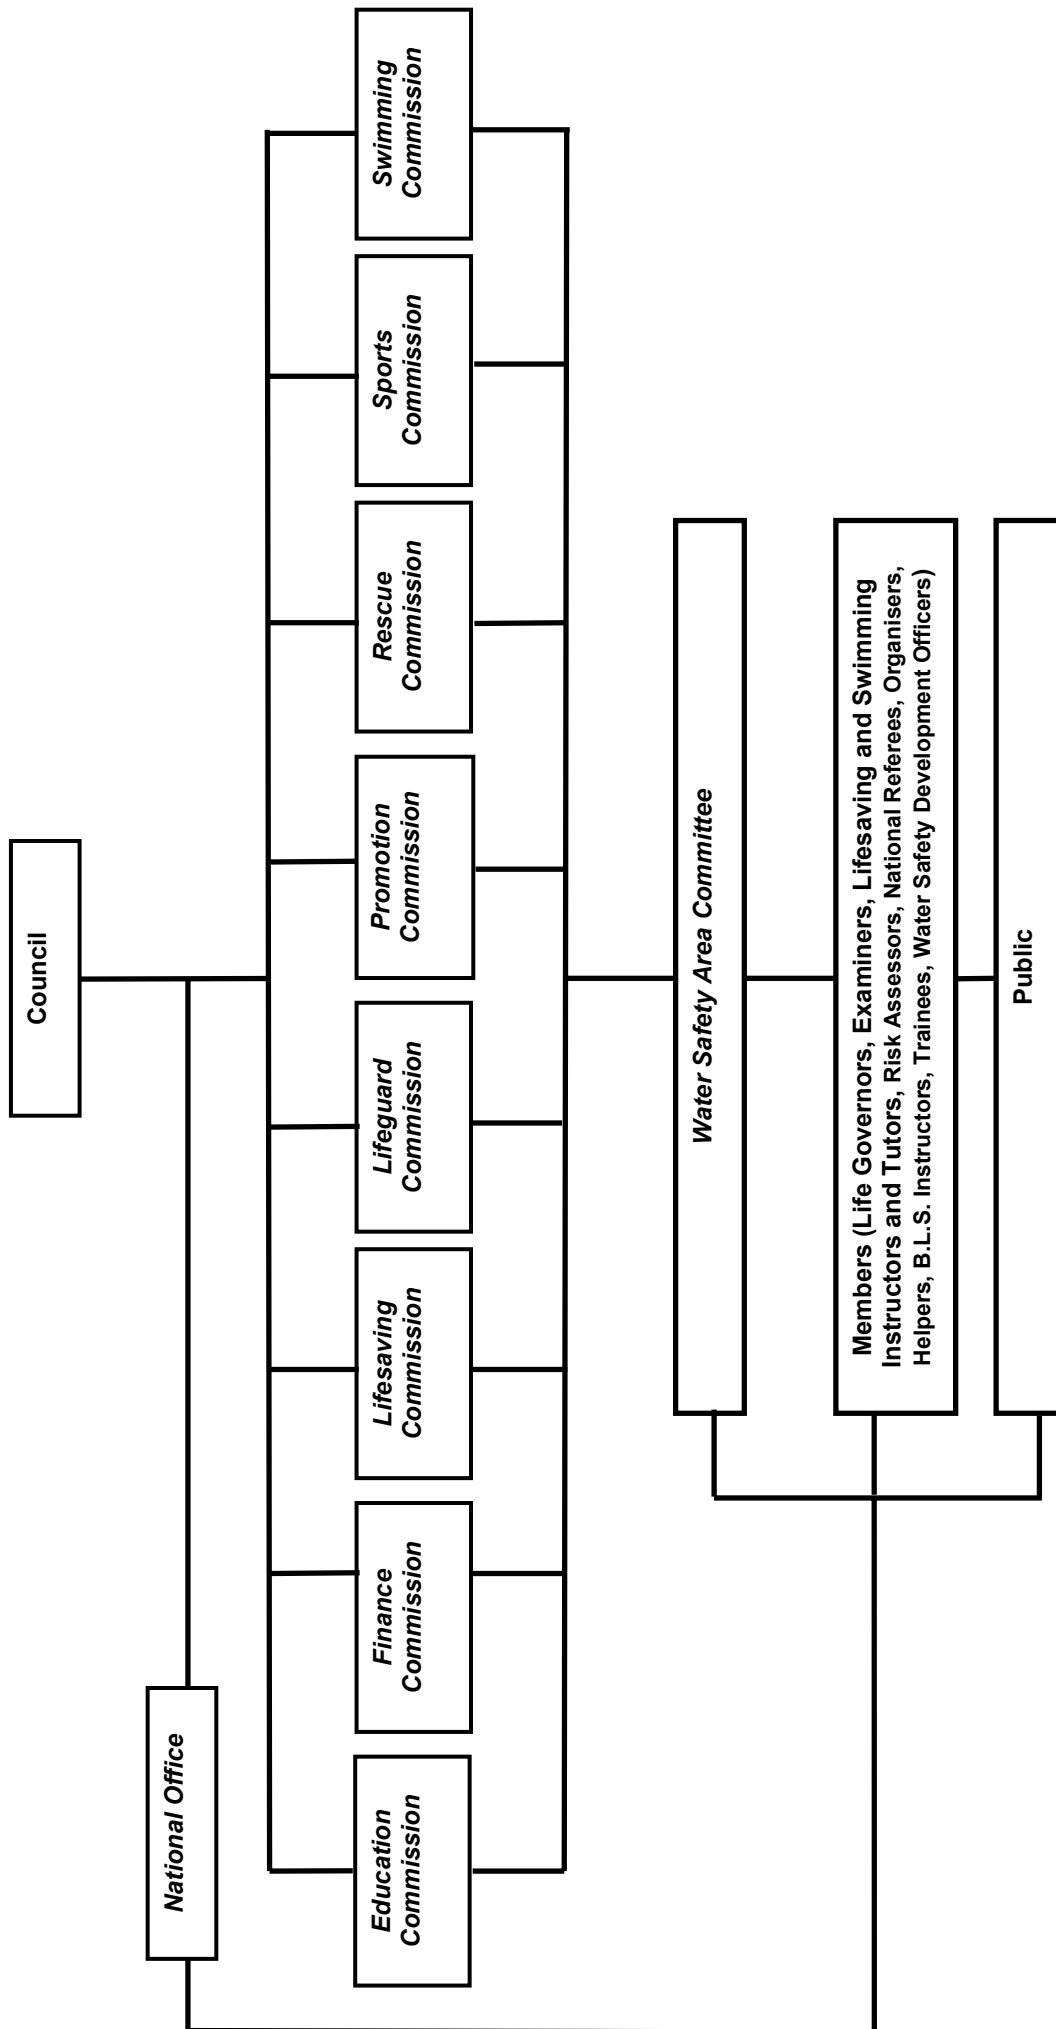 Council
National Office
Education
Commission
Finance
Commission
Lifesaving
Commission
Lifeguard
Commission
Promotion
Commission
Rescue
Commission
Sports
Commission
Swimming
Commission
Water Safety Area Committee
Members (Life Governors, Examiners, Lifesaving and Swimming
Instructors and Tutors, Risk Assessors, National Referees, Organisers,
Helpers, B.L.S. Instructors, Trainees, Water Safety Development Officers)
Public